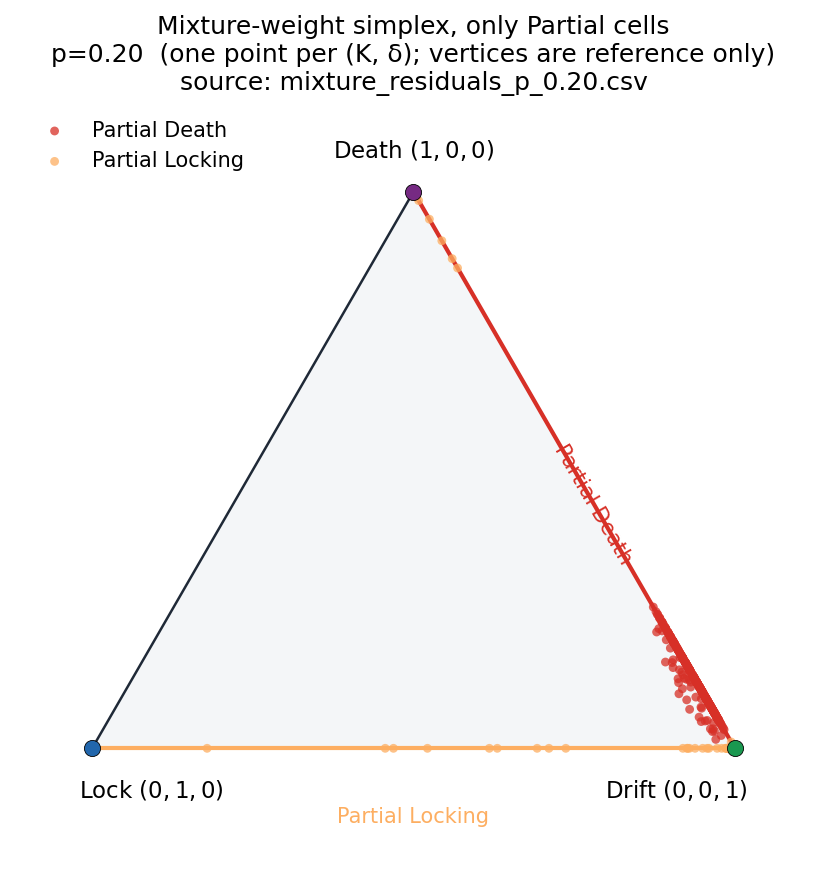 Mixture-weight simplex, only Partial cells
p=0.20 (one point per (K, δ); vertices are reference only)
source: mixture_residuals_p_0.20.csv
Partial Death
Partial Locking
Death (1, 0, 0)
Partial Death
Lock (0, 1, 0)
Drift (0, 0, 1)
Partial Locking